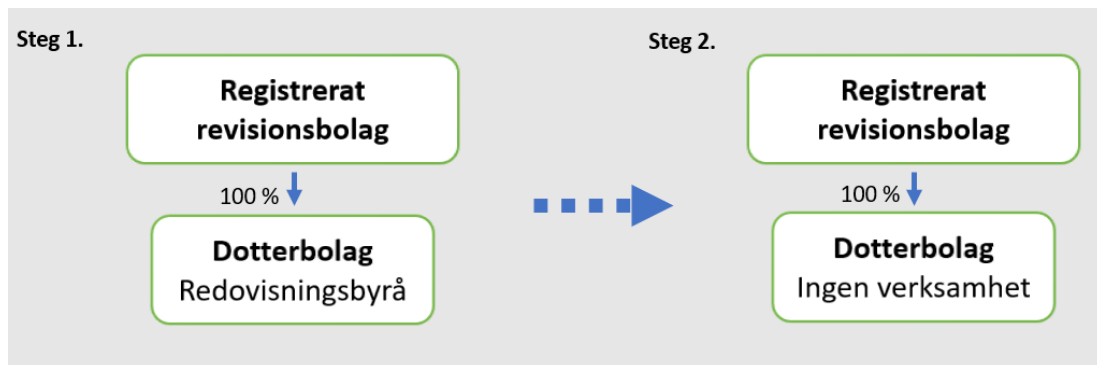 Steg 1.
Registrerat
revisionsbolag
100 %
Dotterbolag
Redovisningsbyrå
Steg 2.
Registrerat
revisionsbolag
100 %
Dotterbolag
Ingen verksamhet